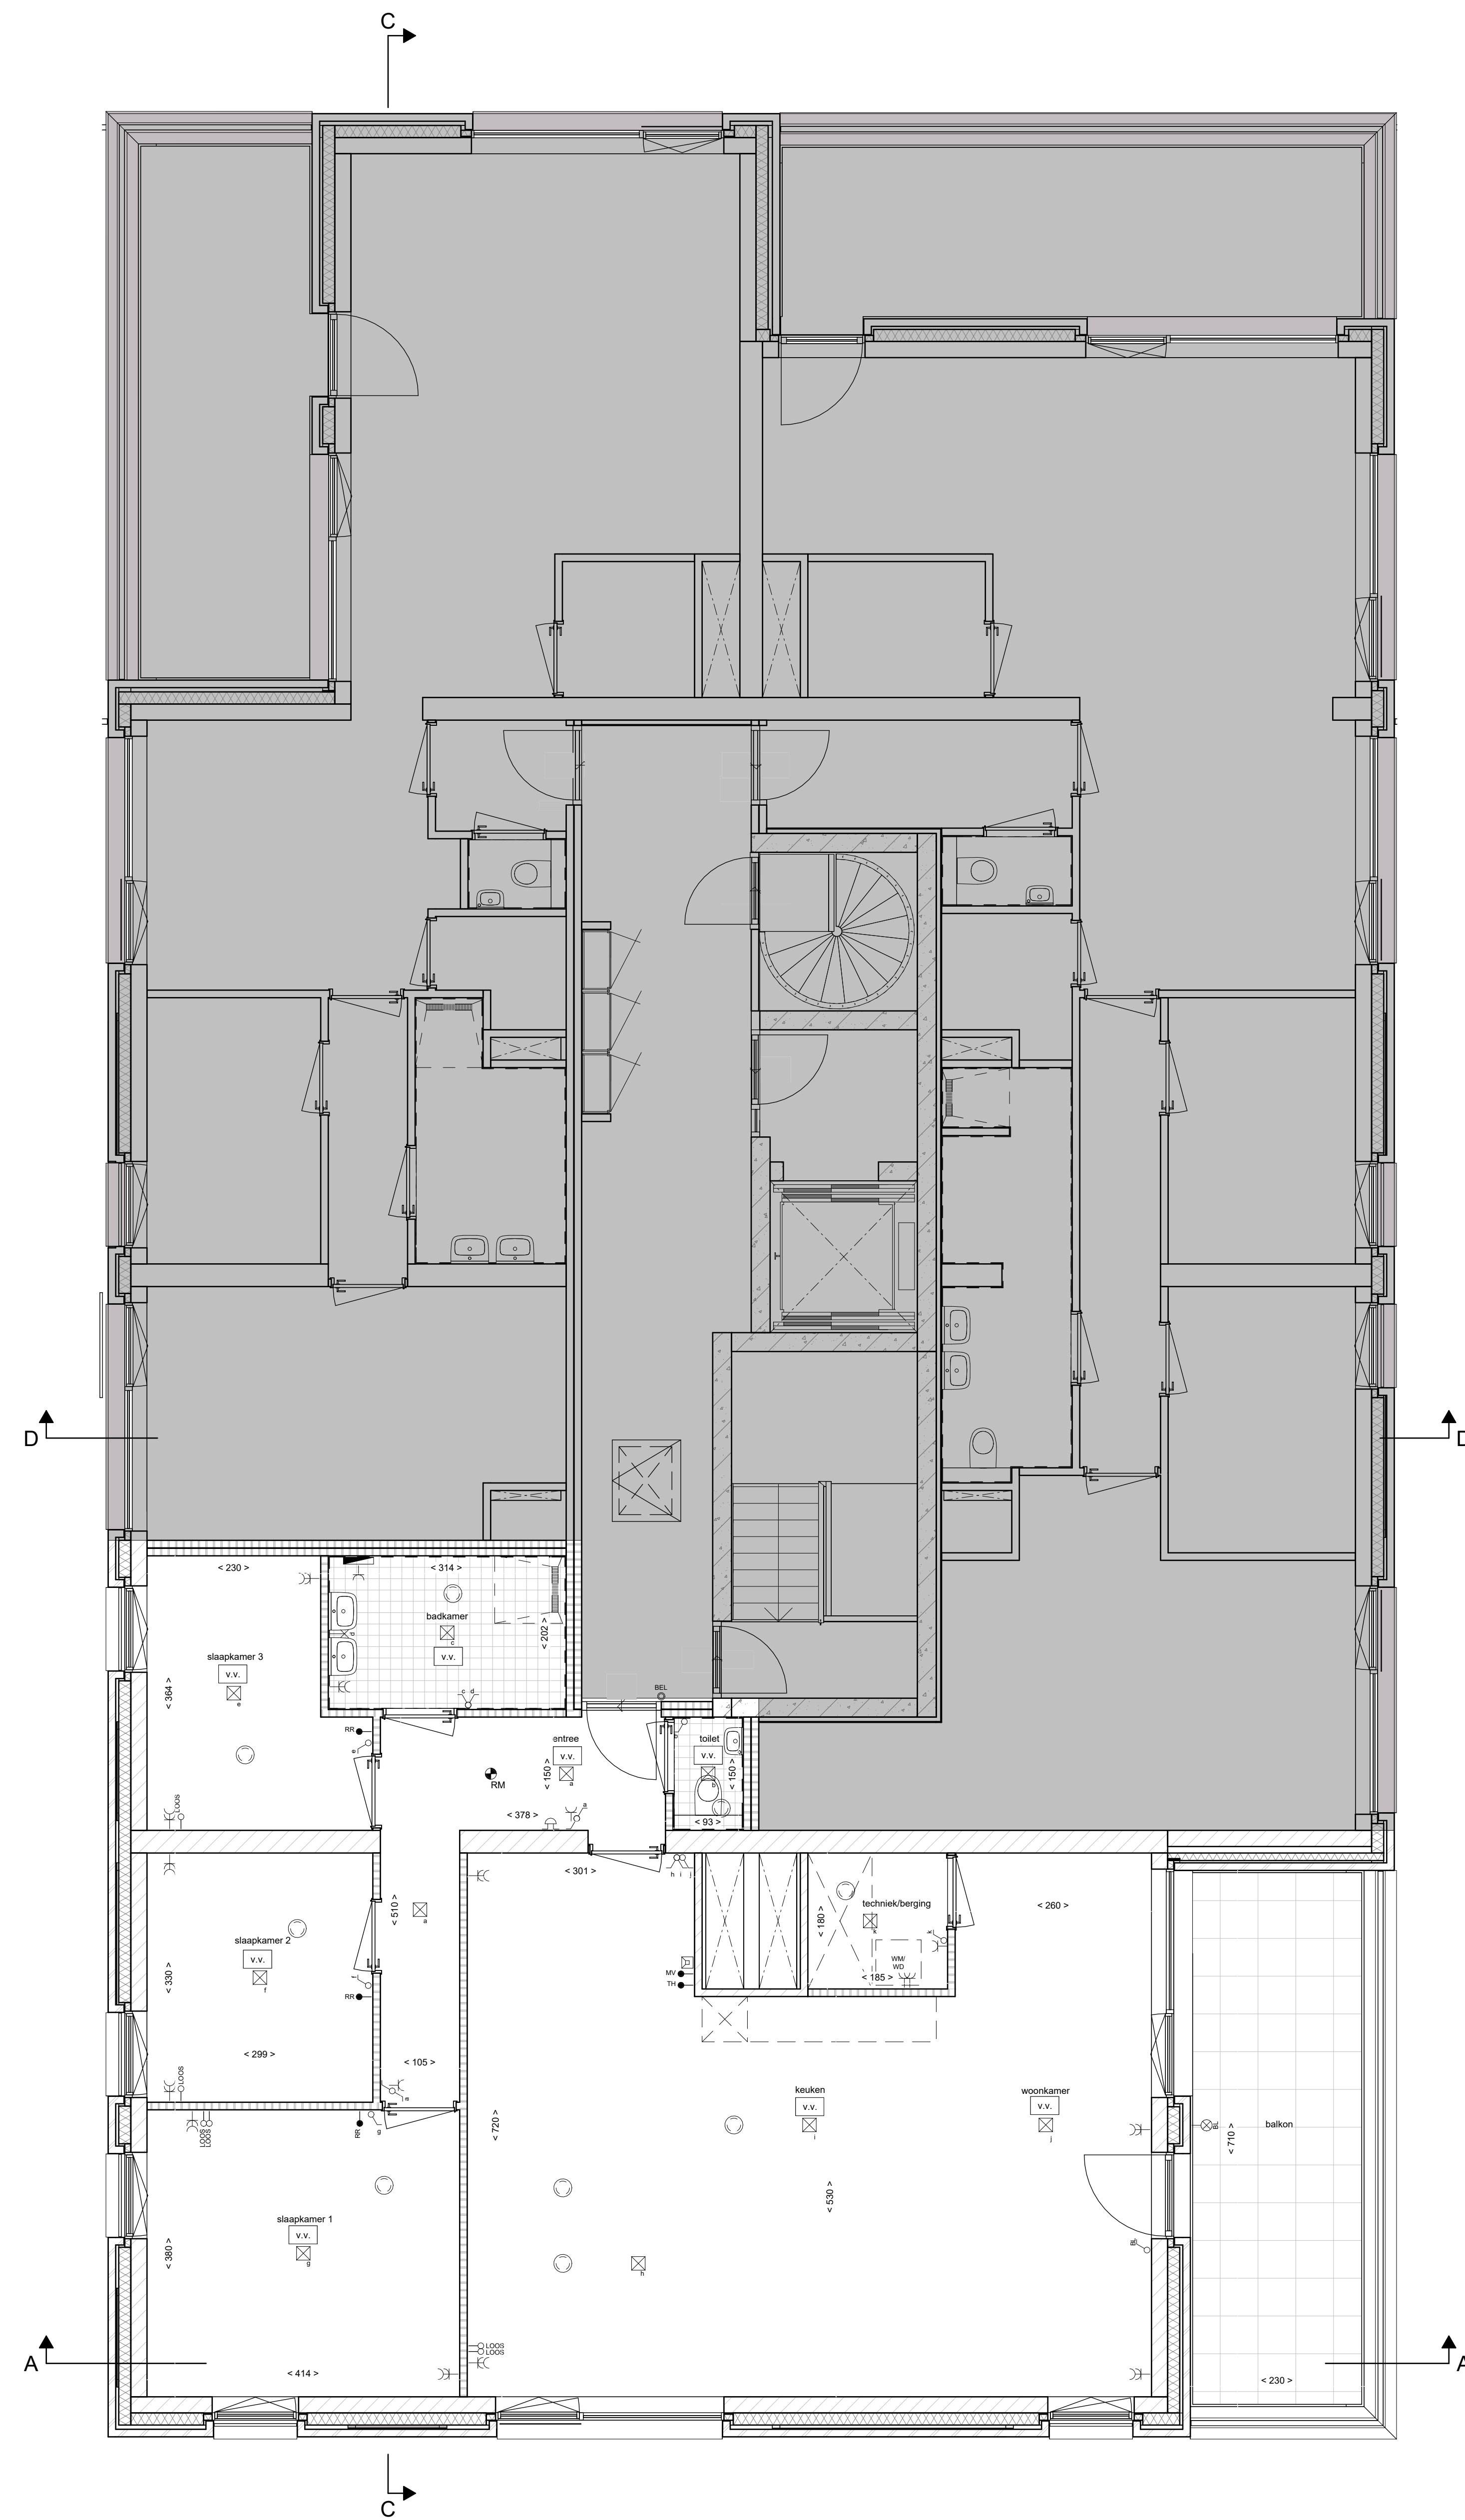 C
D
D
< 230 >
< 314 >
badkamer
c
v.v.
d
< 202 >
slaapkamer 3
v.v.
e
< 364 >
c d
BEL
RR
e
entree
v.v.
a
< 150 >
RM
toilet
v.v.
b
b
< 150 >
< 93 >
< 378 >
a
LOOS
< 301 >
h i j
techniek/berging
k
k
< 180 >
WM/
WD
< 185 >
< 260 >
< 510 >
a
slaapkamer 2
v.v.
f
f
RR
< 330 >
< 299 >
< 105 >
MV
TH
LOOS
a
keuken
v.v.
i
woonkamer
v.v.
j
balkon
BL
< 710 >
RR
g
LOOS
LOOS
< 720 >
< 530 >
slaapkamer 1
v.v.
g
< 380 >
BL
h
LOOS
LOOS
A
A
< 414 >
< 230 >
C